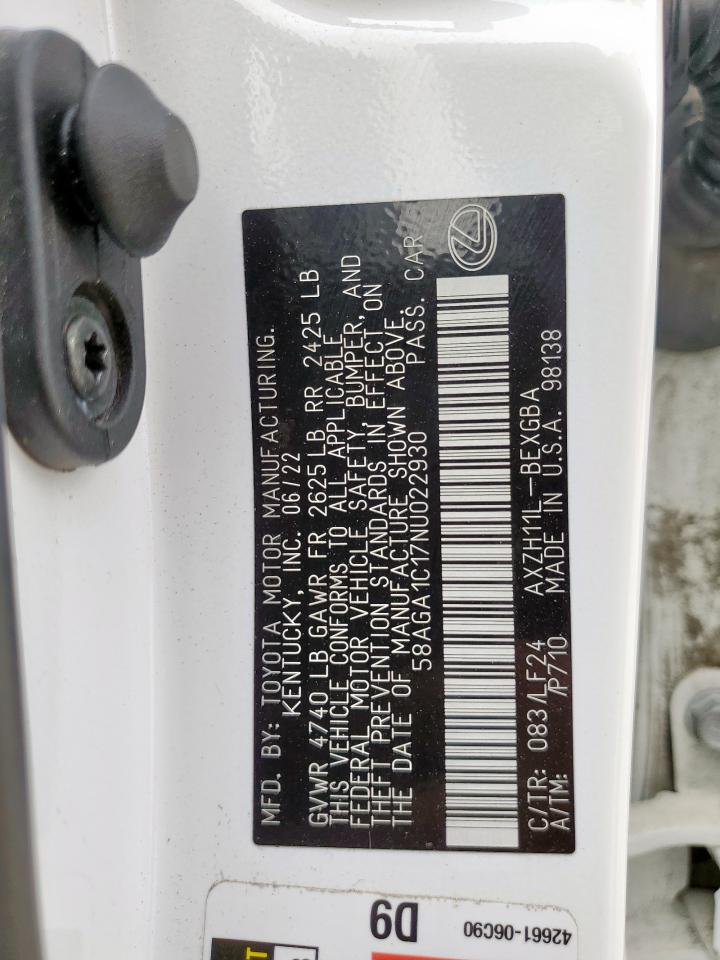 MFD. BY: TOYOTA MOTOR MANUFACTURING.
KENTUCKY, INC. 06/22
GVWR 4740 LB GAWR FR 2625 LB RR 2425 LB
THIS VEHICLE CONFORMS TO ALL APPLICABLE
FEDERAL MOTOR VEHICLE SAFETY, BUMPER, AND
THEFT PREVENTION STANDARDS IN EFFECT ON
THE DATE OF MANUFACTURE SHOWN ABOVE.
58AGA1C17NU022930 PASS. CAR
C/TR: 083/LF24 AXZH11L-BEXGBA
A/TM: /P710 MADE IN U.S.A. 98138
D9
42661-06C90